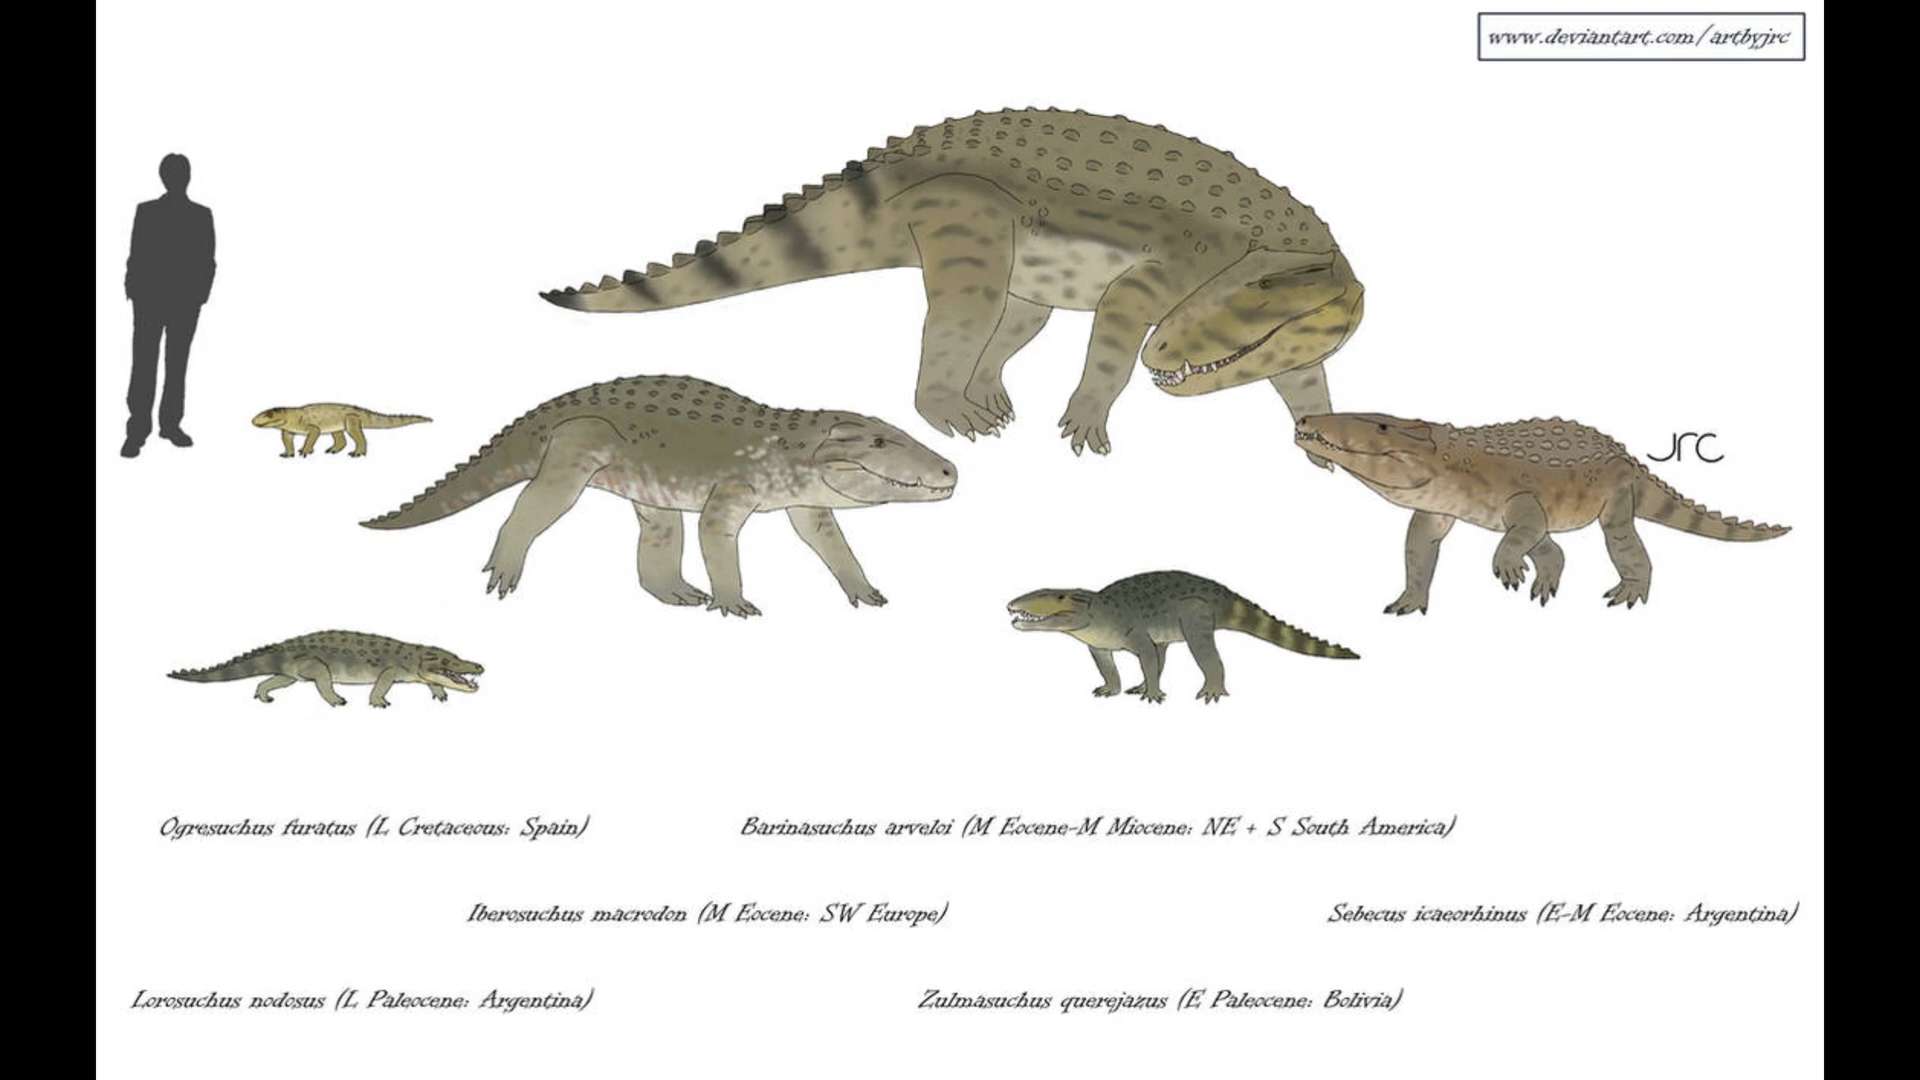 www.deviantart.com/artbyjrc
JrC
Ogresuchus furatus (L Cretaceous: Spain)
Barinasuchus arveloi (M Eocene-M Miocene: NE + S South America)
Iberosuchus macrodon (M Eocene: SW Europe)
Sebecus icaeorhinus (E-M Eocene: Argentina)
Lorosuchus nodosus (L Paleocene: Argentina)
Zulmasuchus querejazus (E Paleocene: Bolivia)